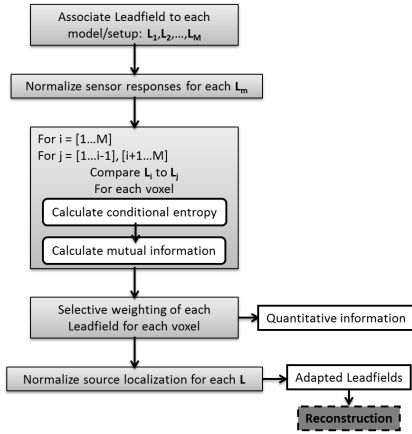 Associate Leadfield to each
model/setup: L1,L2,...,LM
Normalize sensor responses for each Lm
For i = [1...M]
For j = [1...i-1], [i+1...M]
Compare Li to Lj
For each voxel
Calculate conditional entropy
Calculate mutual information
Selective weighting of each
Leadfield for each voxel
Quantitative information
Normalize source localization for each L
Adapted Leadfields
Reconstruction